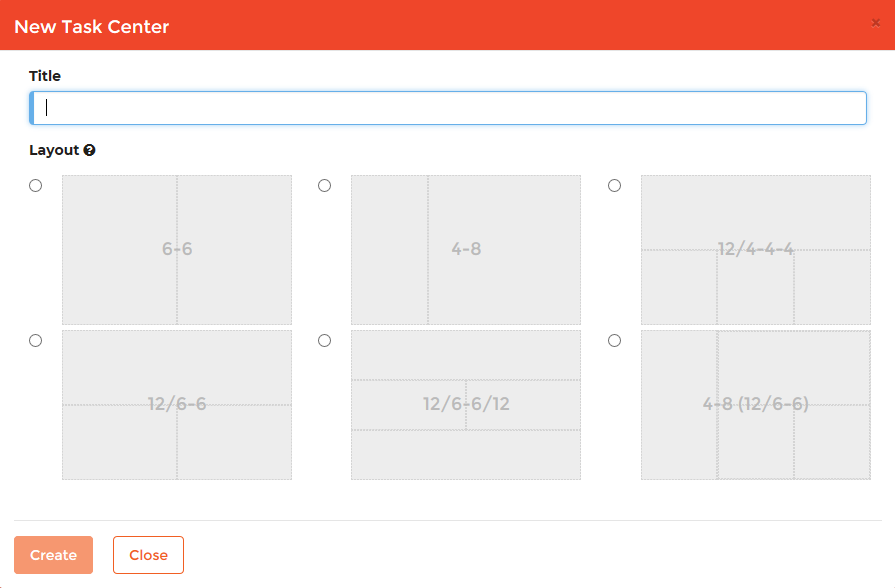 New Task Center
×
Title
Layout ?
6-6
4-8
12/4-4-4
12/6-6
12/6-6/12
4-8 (12/6-6)
Create
Close